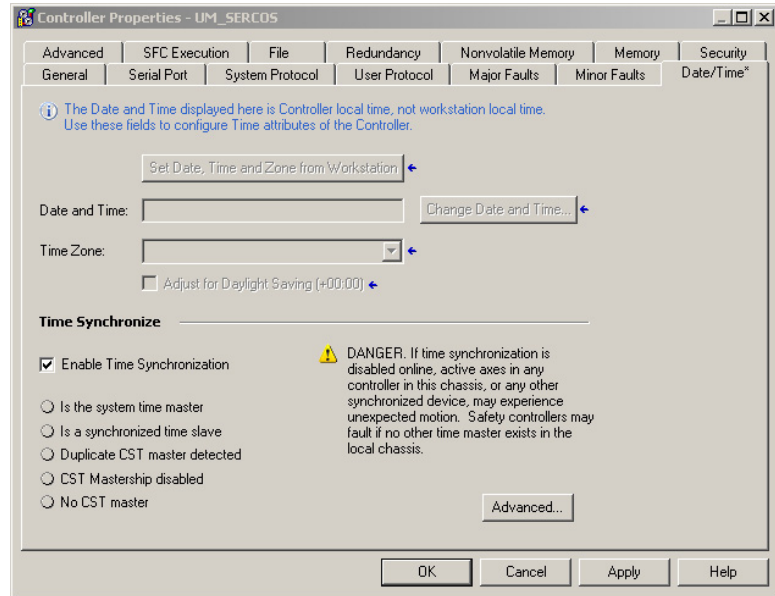 Controller Properties - UM_SERCOS
Advanced SFC Execution File Redundancy Nonvolatile Memory Memory Security
General Serial Port System Protocol User Protocol Major Faults Minor Faults Date/Time*
The Date and Time displayed here is Controller local time, not workstation local time.
Use these fields to configure Time attributes of the Controller.
Set Date, Time and Zone from Workstation
Date and Time: Change Date and Time...
Time Zone:
Adjust for Daylight Saving (+00:00)
Time Synchronize
Enable Time Synchronization
Is the system time master
Is a synchronized time slave
Duplicate CST master detected
CST Mastership disabled
No CST master
DANGER. If time synchronization is
disabled online, active axes in any
controller in this chassis, or any other
synchronized device, may experience
unexpected motion. Safety controllers may
fault if no other time master exists in the
local chassis.
Advanced...
OK Cancel Apply Help